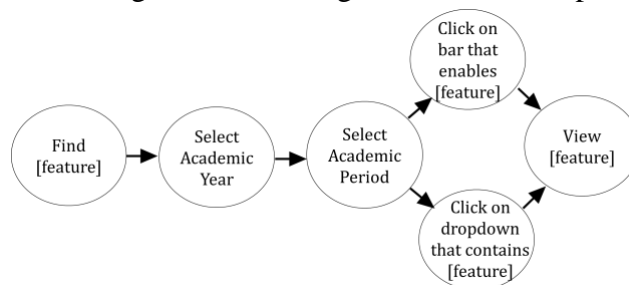 Find
[feature]
Select
Academic
Year
Select
Academic
Period
Click on
bar that
enables
[feature]
Click on
dropdown
that contains
[feature]
View
[feature]